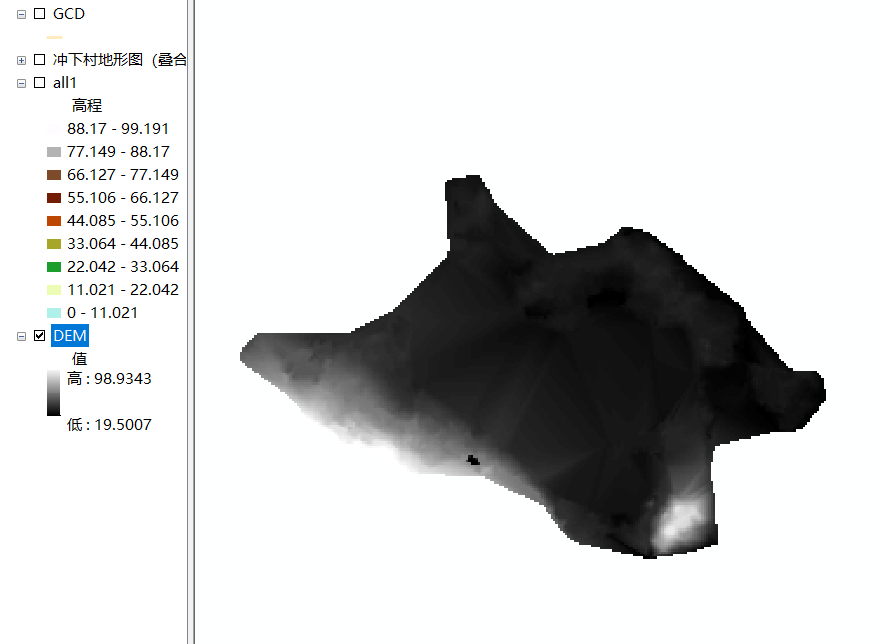 GCD
冲下村地形图（叠合
all1
高程
88.17 - 99.191
77.149 - 88.17
66.127 - 77.149
55.106 - 66.127
44.085 - 55.106
33.064 - 44.085
22.042 - 33.064
11.021 - 22.042
0 - 11.021
DEM
值
高 : 98.9343
低 : 19.5007